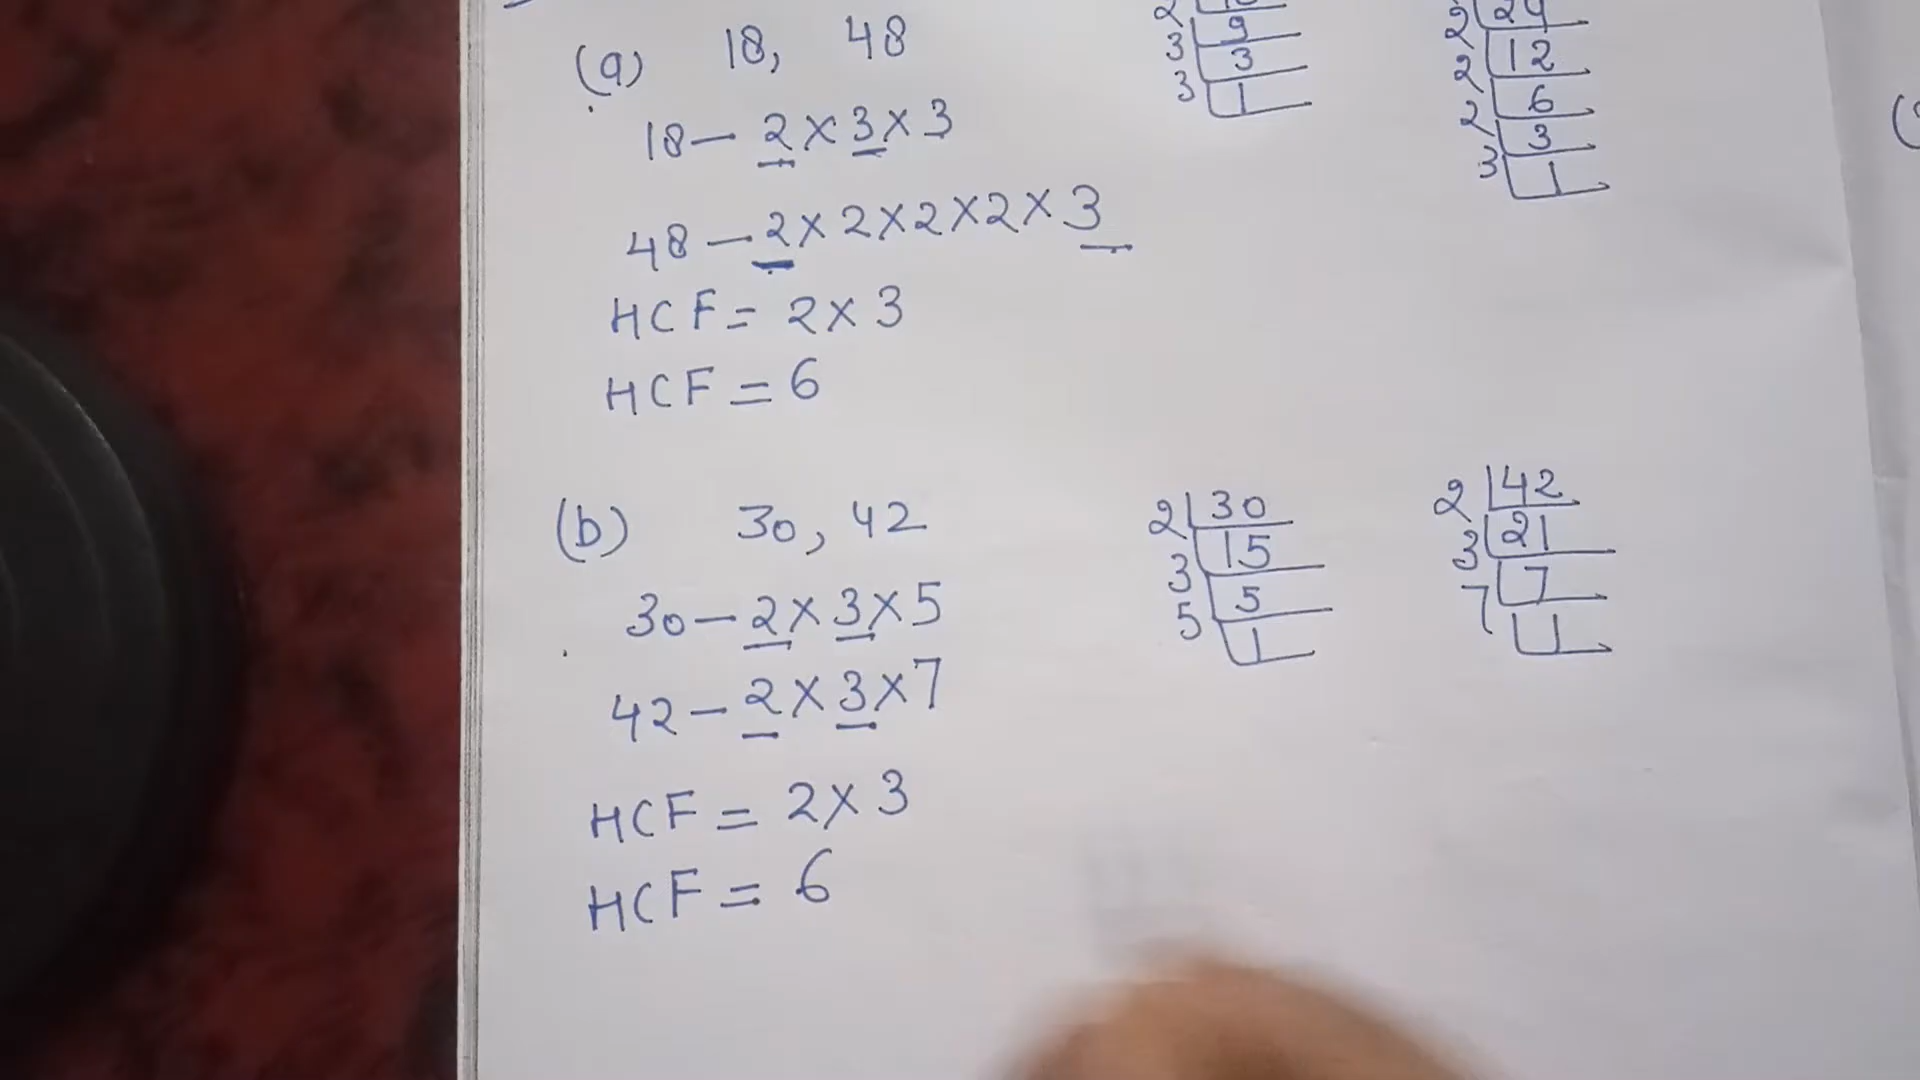 (a) 18, 48
18 — 2 × 3 × 3
48 — 2 × 2 × 2 × 2 × 3
HCF = 2 × 3
HCF = 6
3 9
3 3
1
2 12
2 6
3 3
1
(b) 30, 42
30 — 2 × 3 × 5
42 — 2 × 3 × 7
HCF = 2 × 3
HCF = 6
2 30
3 15
5 5
1
2 42
3 21
7 7
1